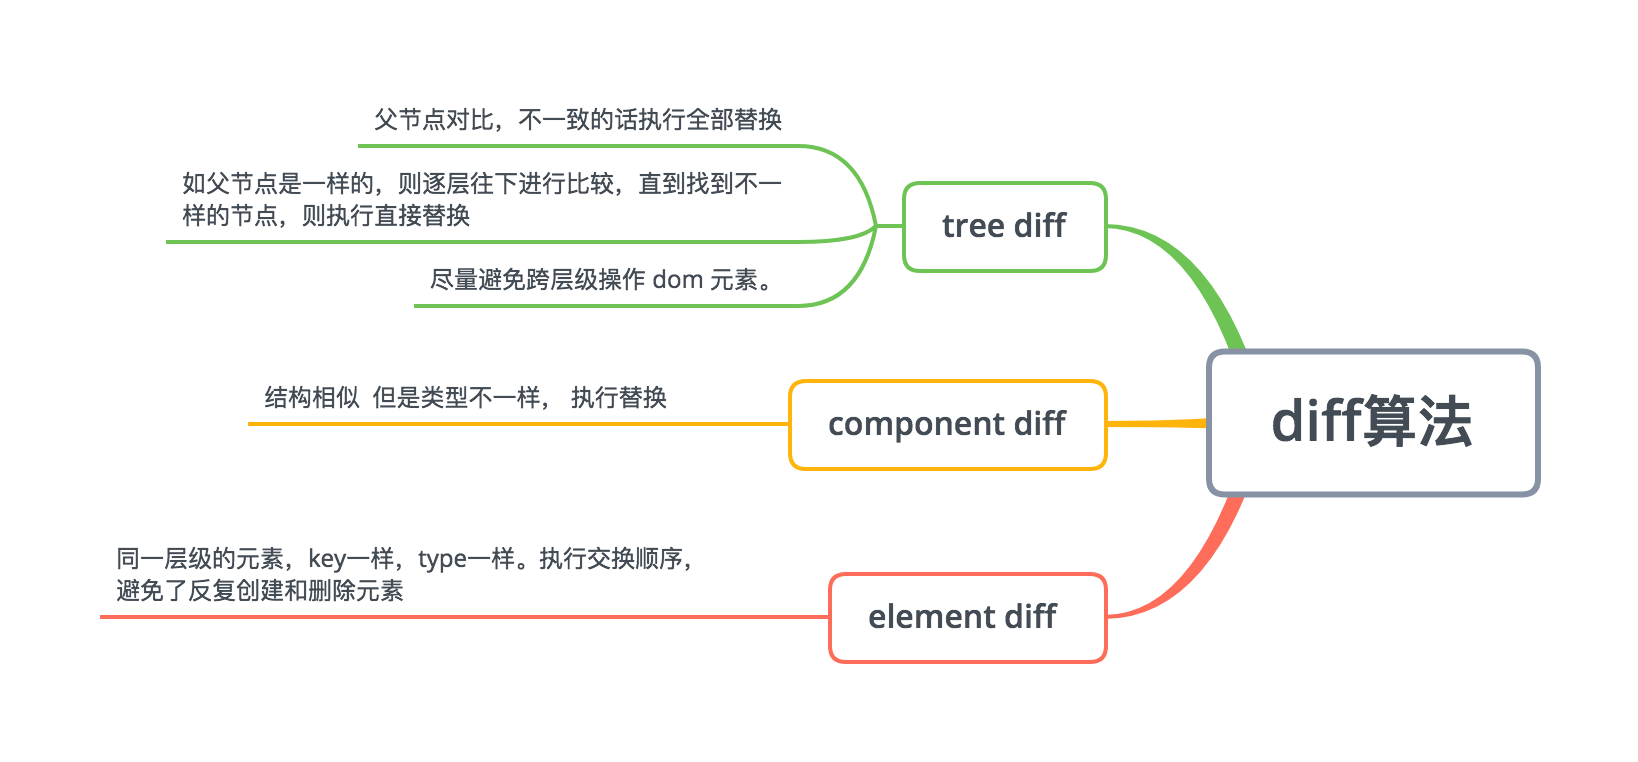 父节点对比，不一致的话执行全部替换
如父节点是一样的，则逐层往下进行比较，直到找到不一
样的节点，则执行直接替换
尽量避免跨层级操作 dom 元素。
tree diff
结构相似  但是类型不一样， 执行替换
component diff
diff算法
同一层级的元素，key一样，type一样。执行交换顺序，
避免了反复创建和删除元素
element diff